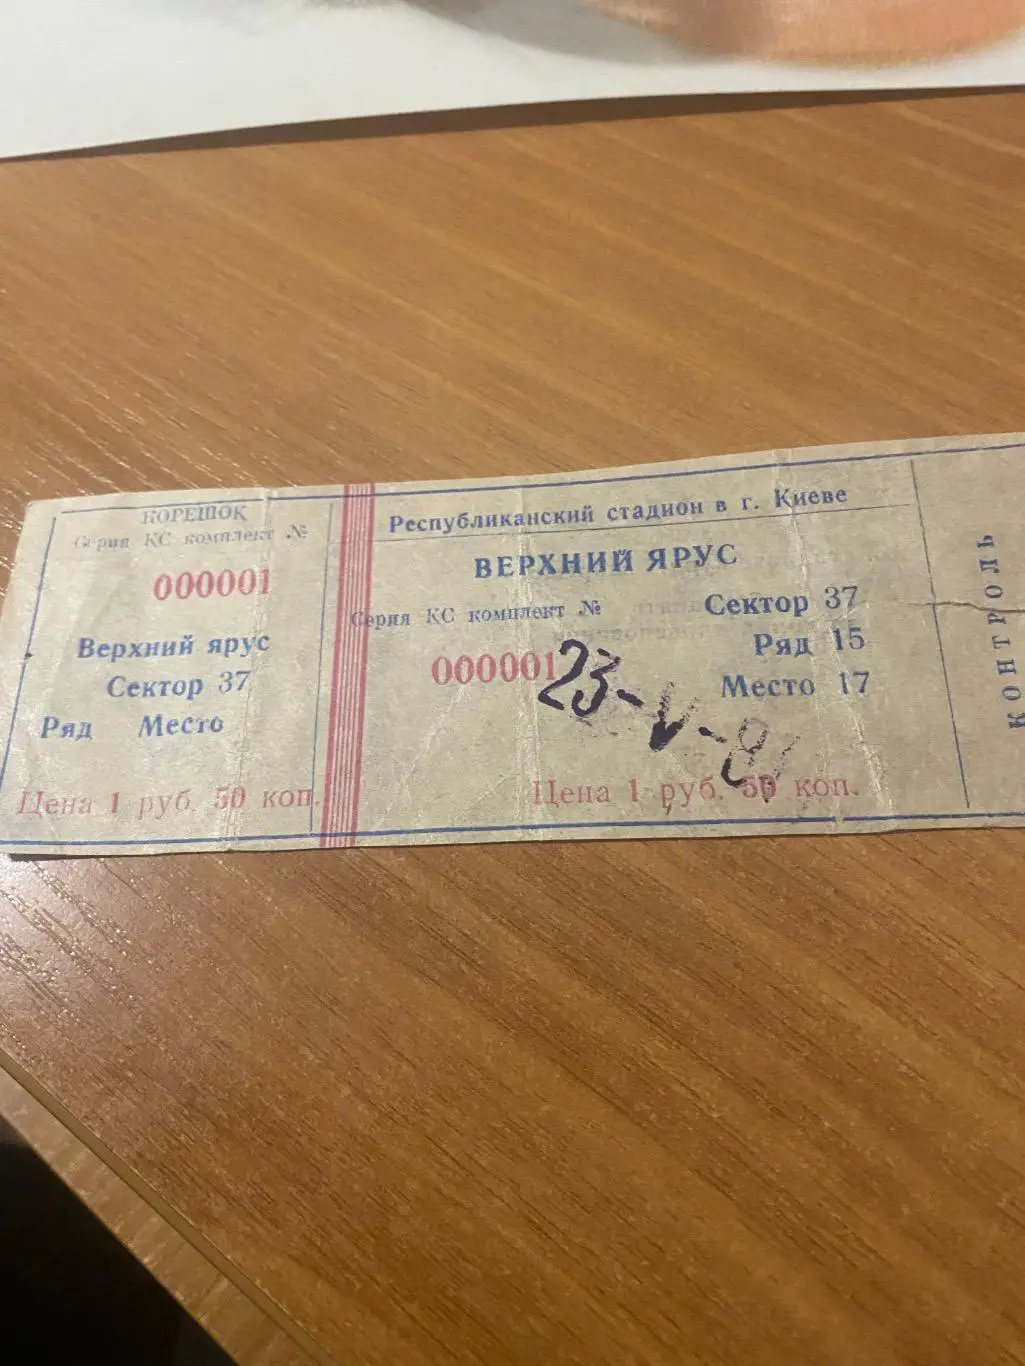 КОРЕШОК
Серия КС комплект №
000001
Верхний ярус
Сектор 37
Ряд Место
Цена 1 руб. 50 коп.
Республиканский стадион в г. Киеве
ВЕРХНИЙ ЯРУС
Серия КС комплект №
000001
Сектор 37
Ряд 15
Место 17
23-V-81
Цена 1 руб. 50 коп.
КОНТРОЛЬ